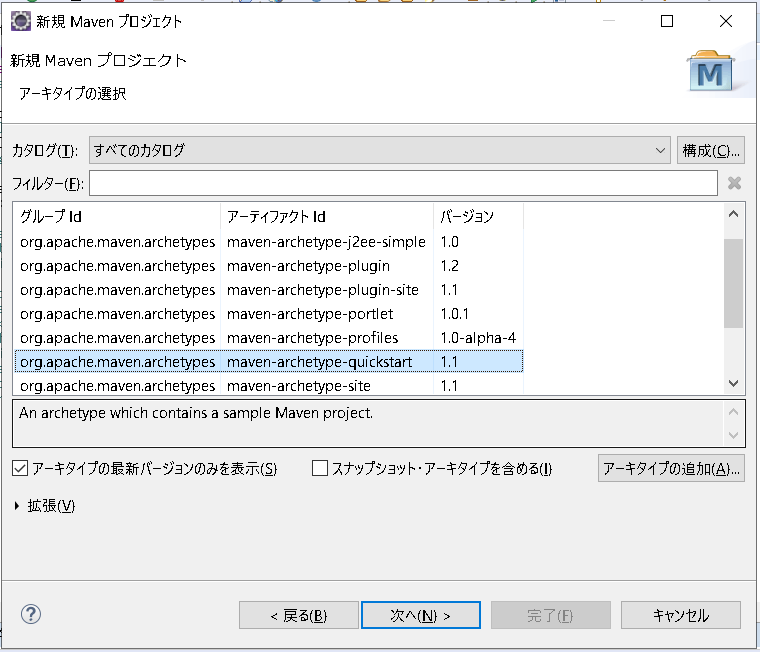 新規 Maven プロジェクト
新規 Maven プロジェクト
アーキタイプの選択
カタログ(T): すべてのカタログ 構成(C)...
フィルター(F):
グループ Id アーティファクト Id バージョン
org.apache.maven.archetypes maven-archetype-j2ee-simple 1.0
org.apache.maven.archetypes maven-archetype-plugin 1.2
org.apache.maven.archetypes maven-archetype-plugin-site 1.1
org.apache.maven.archetypes maven-archetype-portlet 1.0.1
org.apache.maven.archetypes maven-archetype-profiles 1.0-alpha-4
org.apache.maven.archetypes maven-archetype-quickstart 1.1
org.apache.maven.archetypes maven-archetype-site 1.1
An archetype which contains a sample Maven project.
アーキタイプの最新バージョンのみを表示(S) スナップショット・アーキタイプを含める(I) アーキタイプの追加(A)...
拡張(V)
< 戻る(B) 次へ(N) > 完了(F) キャンセル